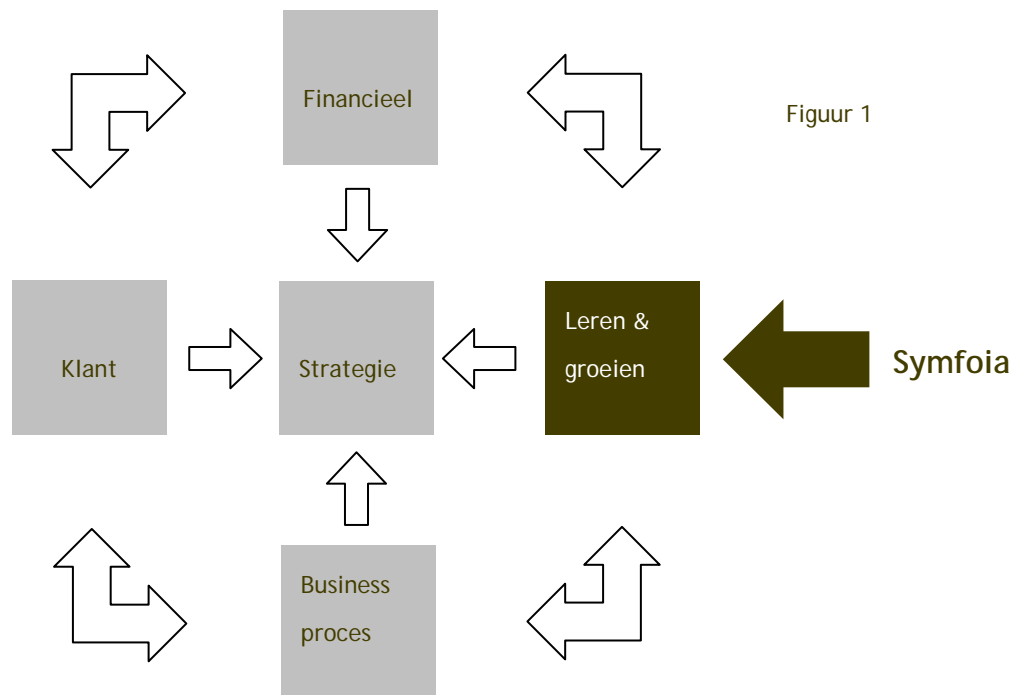 Financieel
Figuur 1
Klant
Strategie
Leren &
groeien
Symfoia
Business
proces